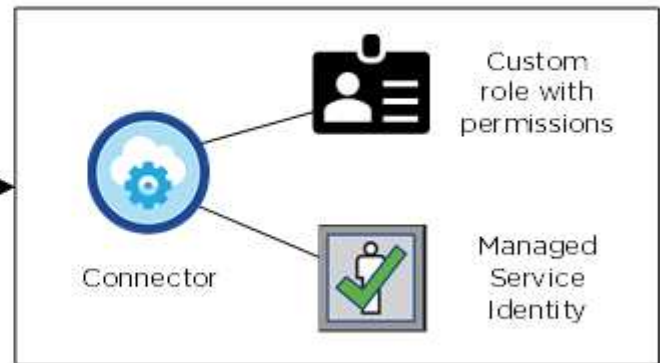 Custom
role with
permissions
Connector
Managed
Service
Identity